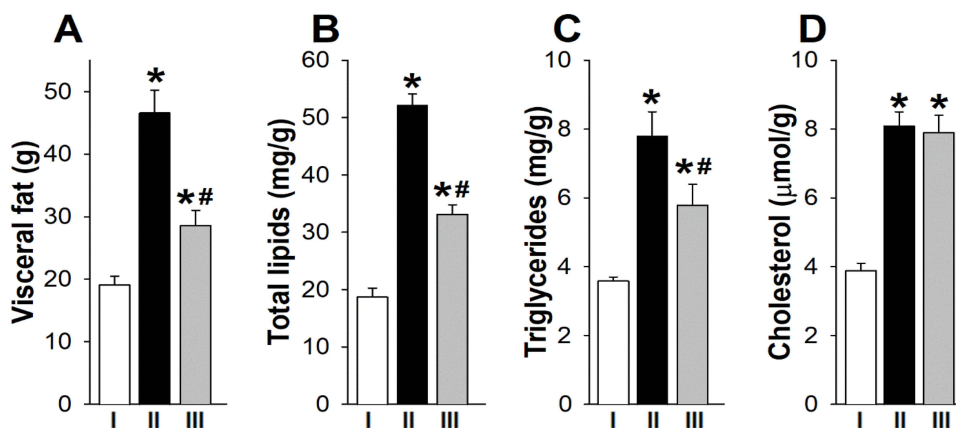 A
Visceral fat (g)
50
40
30
20
10
0
*
*#
I II III
B
Total lipids (mg/g)
60
50
40
30
20
10
0
*
*#
I II III
C
Triglycerides (mg/g)
10
8
6
4
2
0
*
*#
I II III
D
Cholesterol (μmol/g)
10
8
6
4
2
0
* *
I II III